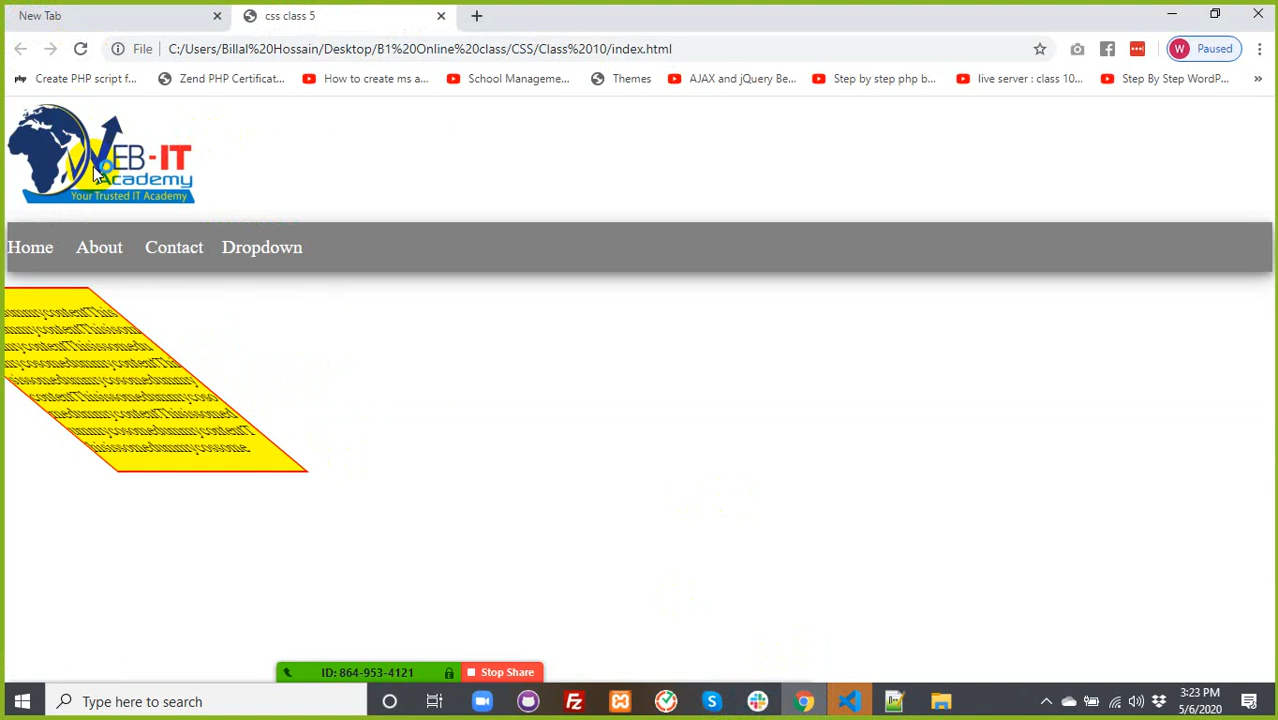 New Tab
css class 5
File C:/Users/Billal%20Hossain/Desktop/B1%20Online%20class/CSS/Class%2010/index.html
W Paused
php Create PHP script f...
Zend PHP Certificat...
How to create ms a...
School Manageme...
Themes
AJAX and jQuery Be...
Step by step php b...
live server : class 10...
Step By Step WordP...
WEB-IT
Academy
Your Trusted IT Academy
Home About Contact Dropdown
ID: 864-953-4121 Stop Share
Type here to search
3:23 PM
5/6/2020